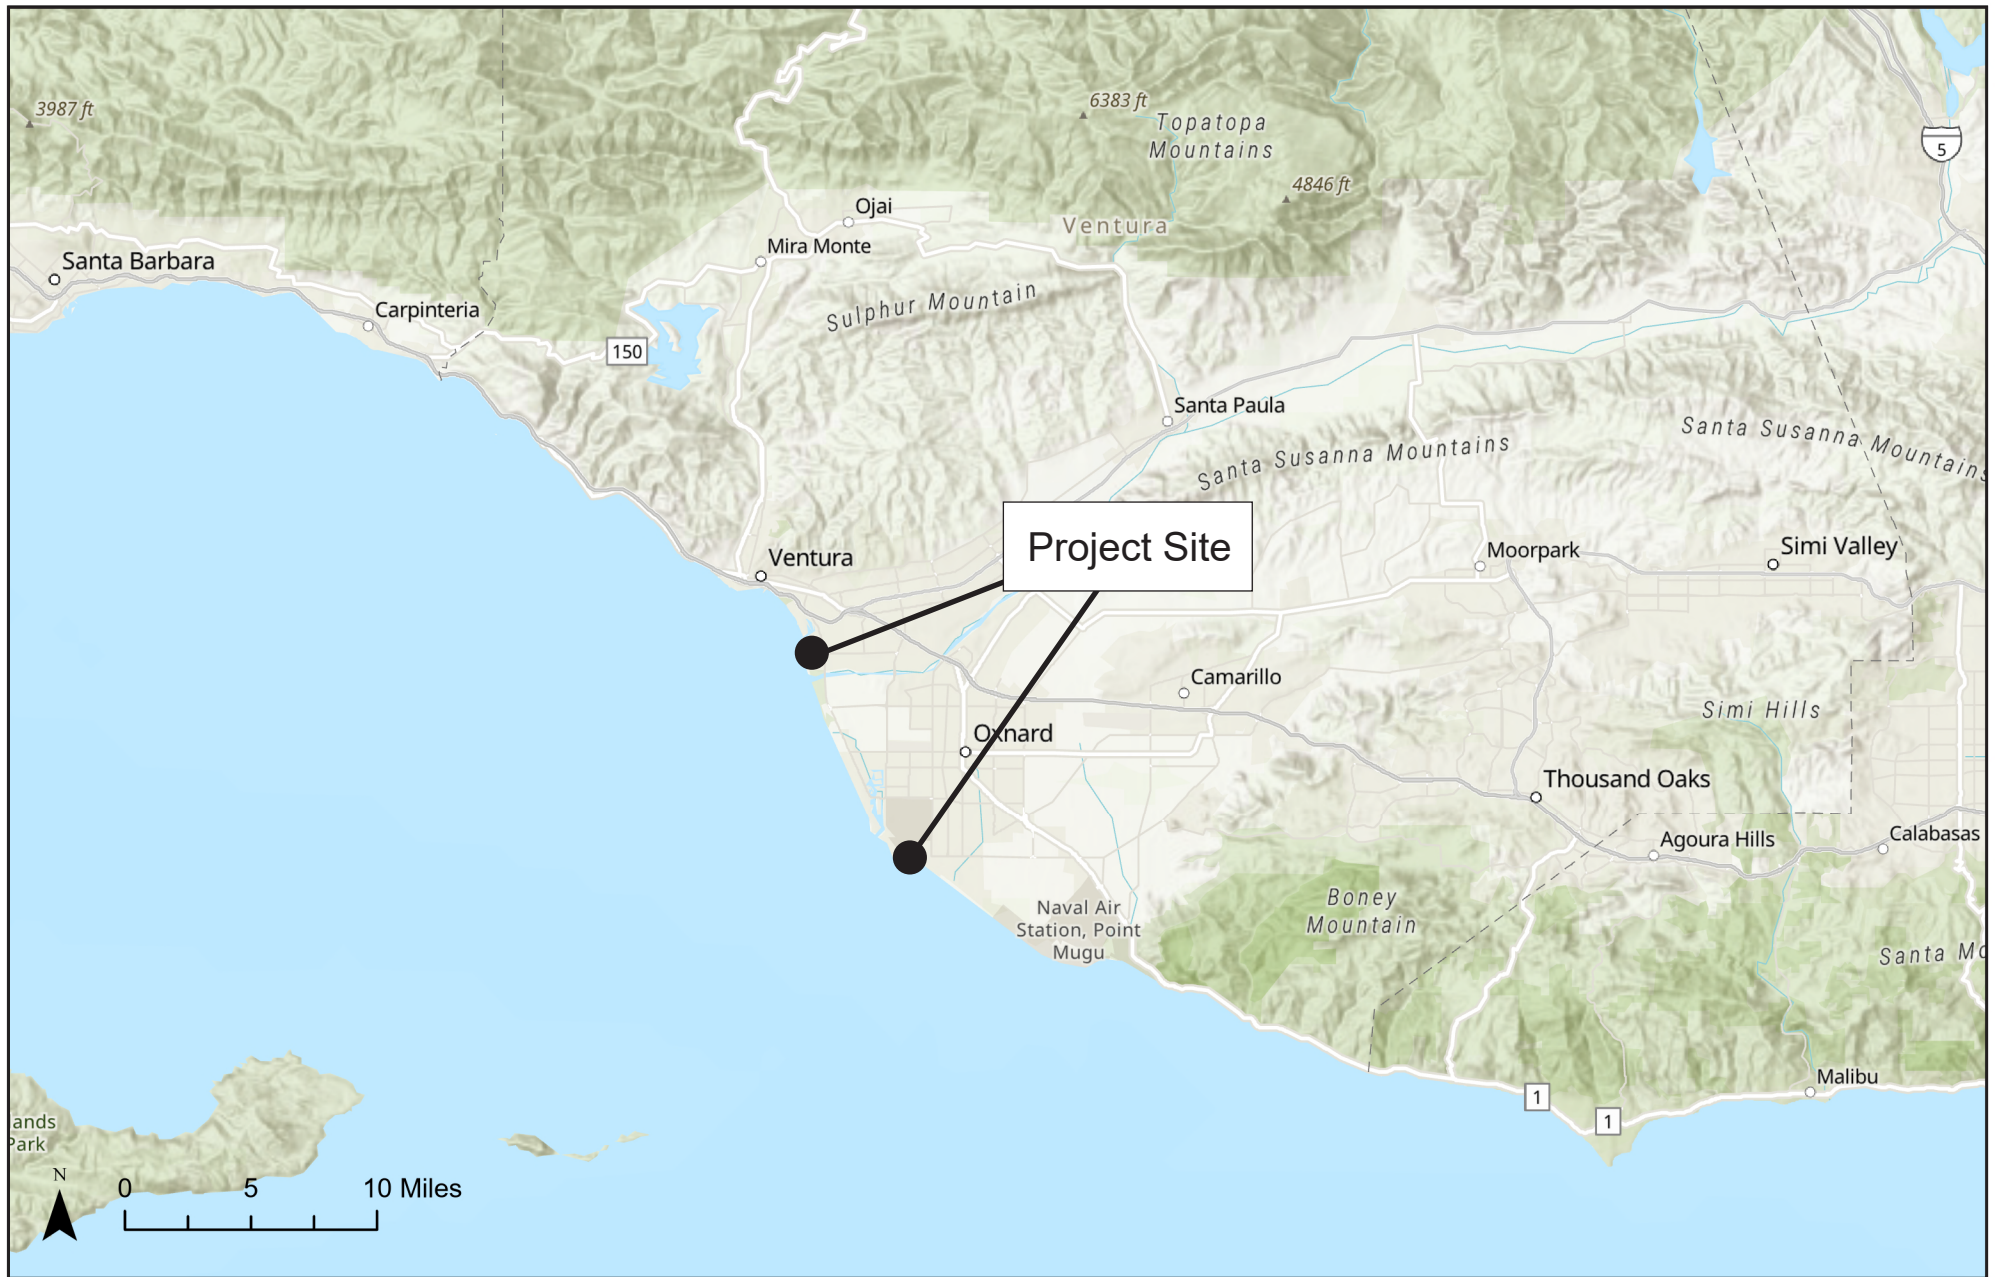 3987 ft
6383 ft
Topatopa
Mountains
4846 ft
5
Ojai
Ventura
Mira Monte
Santa Barbara
Carpinteria
Sulphur Mountain
150
Santa Paula
Santa Susanna Mountains
Santa Susanna Mountains
Project Site
Ventura
Moorpark
Simi Valley
Camarillo
Simi Hills
Oxnard
Thousand Oaks
Agoura Hills
Calabasas
Boney
Mountain
Naval Air
Station, Point
Mugu
Santa Mo
Malibu
1
1
ands
Park
N
0 5 10 Miles